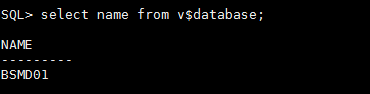 SQL> select name from v$database;
NAME
---------
BSMD01